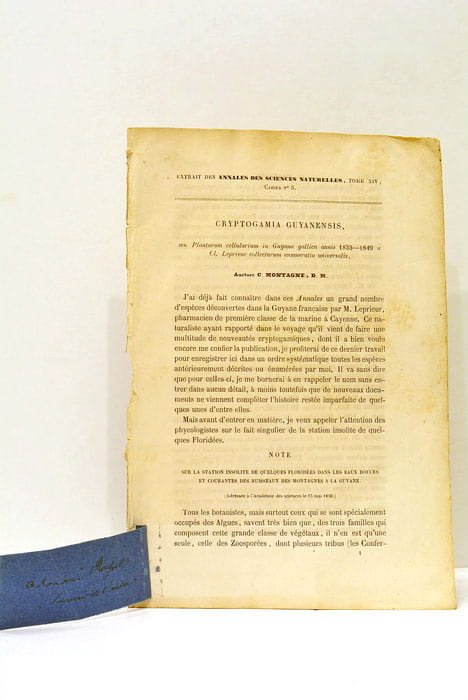 EXTRAIT DES ANNALES DES SCIENCES NATURELLES, TOME XIV,
CAHIER N° 5.
CRYPTOGAMIA GUYANENSIS,
seu Plantarum cellularium in Guyana gallica annis 1835—1849 a
Cl. Leprieur collectarum enumeratio universalis,
Auctore C. MONTAGNE, D. M.
J'ai déjà fait connaître dans ces Annales un grand nombre
d'espèces découvertes dans la Guyane française par M. Leprieur,
pharmacien de première classe de la marine à Cayenne. Ce na-
turaliste ayant rapporté dans le voyage qu'il vient de faire une
multitude de nouveautés cryptogamiques, dont il a bien voulu
encore me confier la publication, je profiterai de ce dernier travail
pour enregistrer ici dans un ordre systématique toutes les espèces
antérieurement décrites ou énumérées par moi. Il va sans dire
que pour celles-ci, je me bornerai à en rappeler le nom sans en-
trer dans aucun détail, à moins toutefois que de nouveaux docu-
ments ne viennent compléter l'histoire restée imparfaite de quel-
ques unes d'entre elles.
Mais avant d'entrer en matière, je veux appeler l'attention des
phycologistes sur le fait singulier de la station insolite de quel-
ques Floridées.
NOTE
SUR LA STATION INSOLITE DE QUELQUES FLORIDÉES DANS LES EAUX DOUCES
ET COURANTES DES RUISSEAUX DES MONTAGNES A LA GUYANE.
(Adressée à l'Académie des sciences le 13 mai 1850.)
Tous les botanistes, mais surtout ceux qui se sont spécialement
occupés des Algues, savent très bien que, des trois familles qui
composent cette grande classe de végétaux, il n'en est qu'une
seule, celle des Zoosporées, dont plusieurs tribus (les Confer-
1